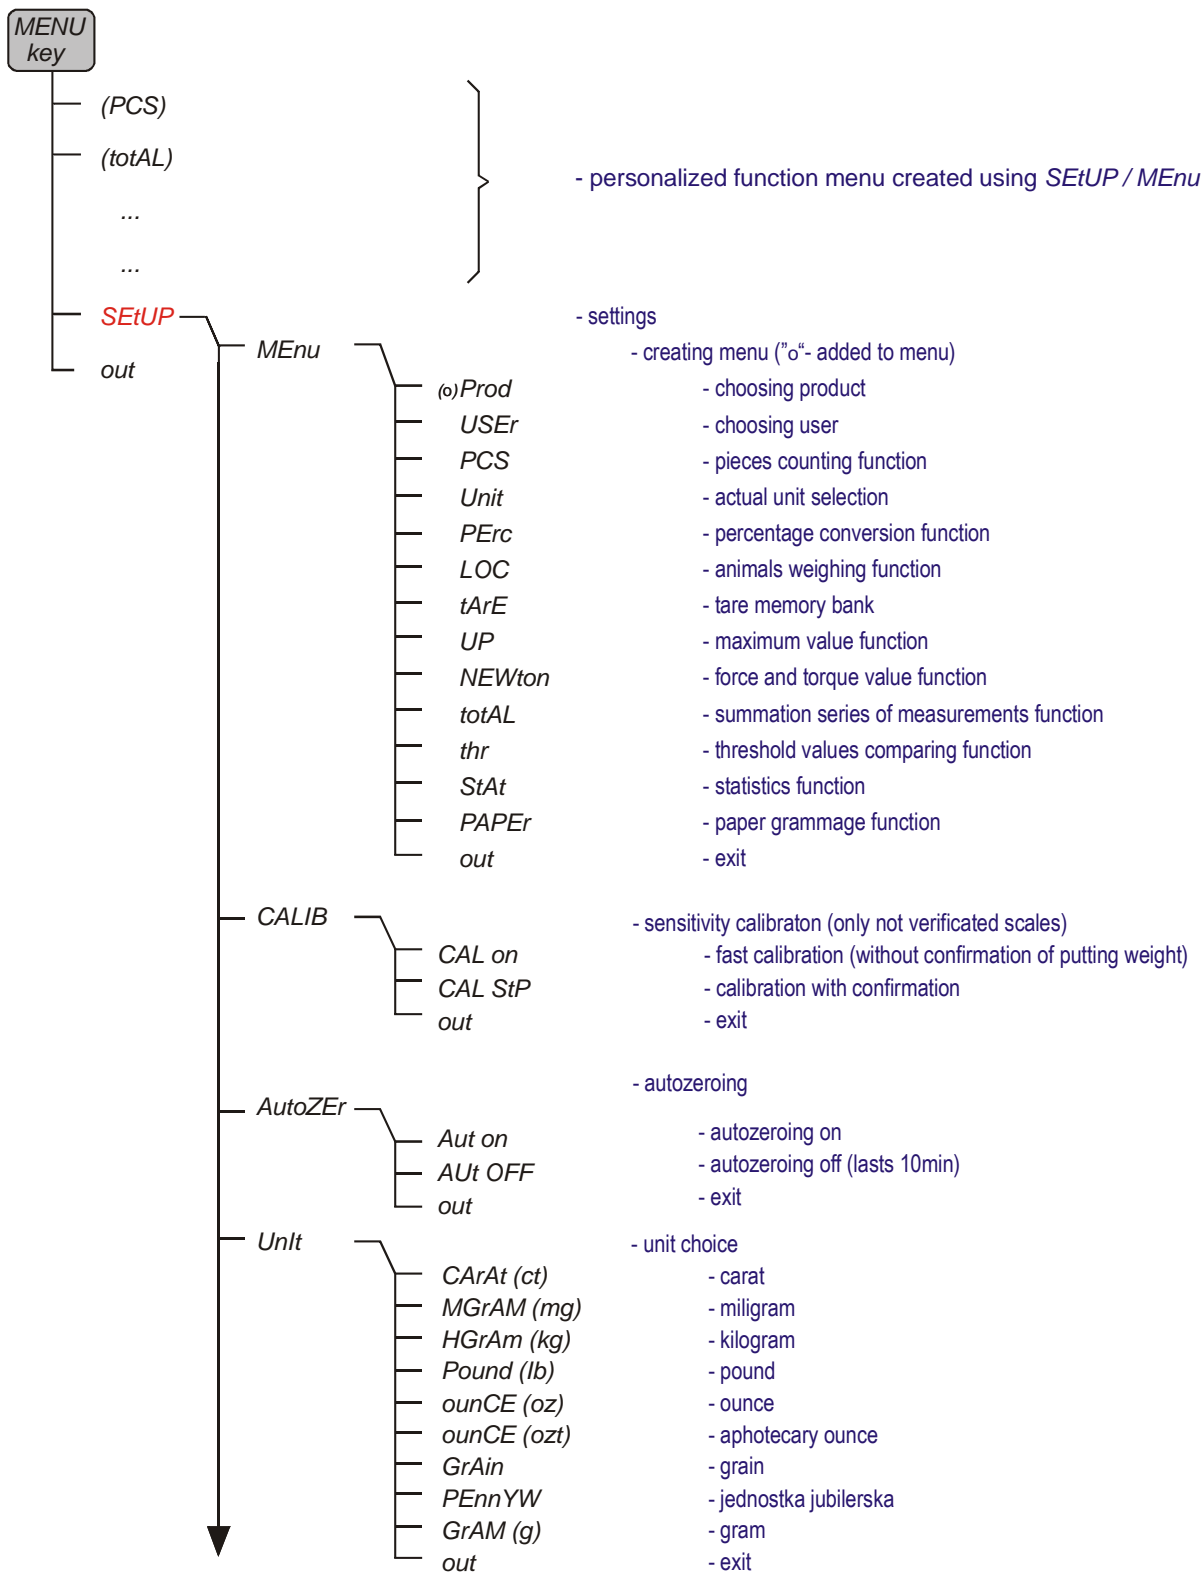 MENU
key
(PCS)
(totAL)
- personalized function menu created using SEtUP / MEnu
...
...
SEtUP - settings
MEnu - creating menu ("o“- added to menu)
out
(o) Prod - choosing product
USEr - choosing user
PCS - pieces counting function
Unit - actual unit selection
PErc - percentage conversion function
LOC - animals weighing function
tArE - tare memory bank
UP - maximum value function
NEWton - force and torque value function
totAL - summation series of measurements function
thr - threshold values comparing function
StAt - statistics function
PAPEr - paper grammage function
out - exit
CALIB - sensitivity calibraton (only not verificated scales)
CAL on - fast calibration (without confirmation of putting weight)
CAL StP - calibration with confirmation
out - exit
AutoZEr - autozeroing
Aut on - autozeroing on
AUt OFF - autozeroing off (lasts 10min)
out - exit
UnIt - unit choice
CArAt (ct) - carat
MGrAM (mg) - miligram
HGrAm (kg) - kilogram
Pound (lb) - pound
ounCE (oz) - ounce
ounCE (ozt) - aphotecary ounce
GrAin - grain
PEnnYW - jednostka jubilerska
GrAM (g) - gram
out - exit